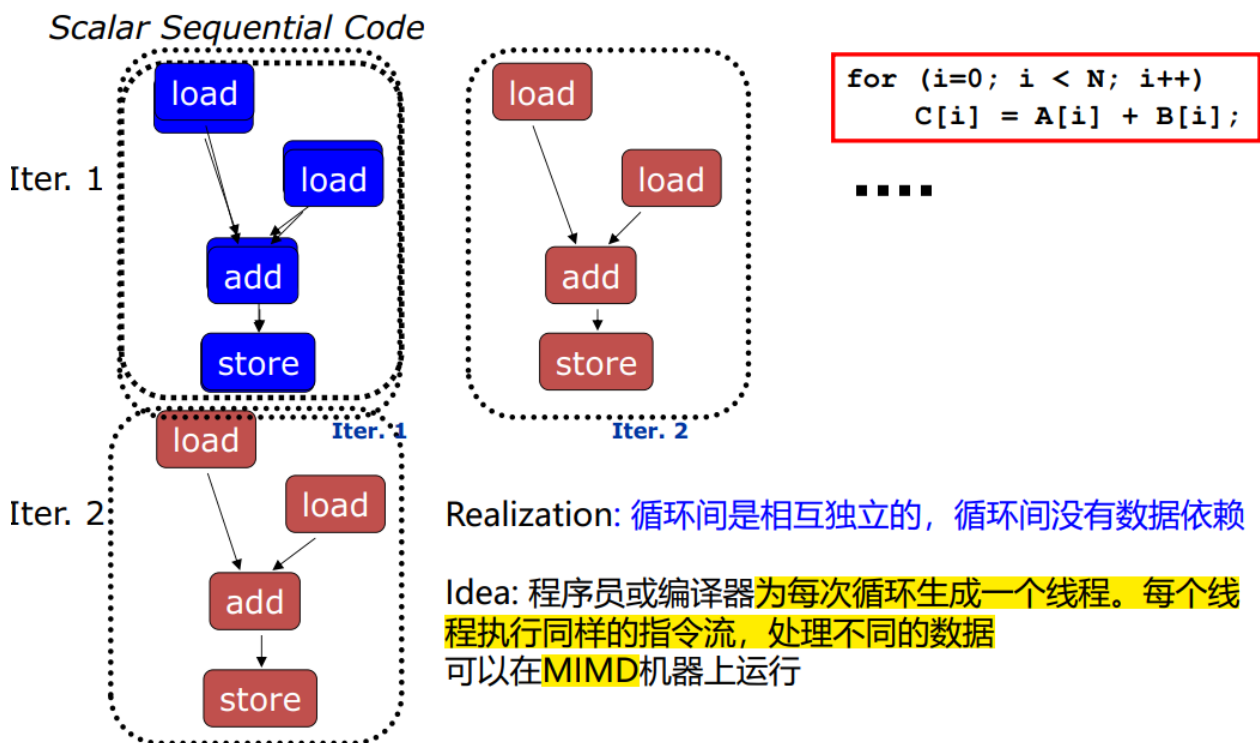 Scalar Sequential Code
for (i=0; i < N; i++)
C[i] = A[i] + B[i];
load
load
Iter. 1
load
load
....
add
add
store
store
Iter. 1
Iter. 2
load
load
Iter. 2
Realization: 循环间是相互独立的，循环间没有数据依赖
add
Idea: 程序员或编译器为每次循环生成一个线程。每个线
程执行同样的指令流，处理不同的数据
可以在MIMD机器上运行
store